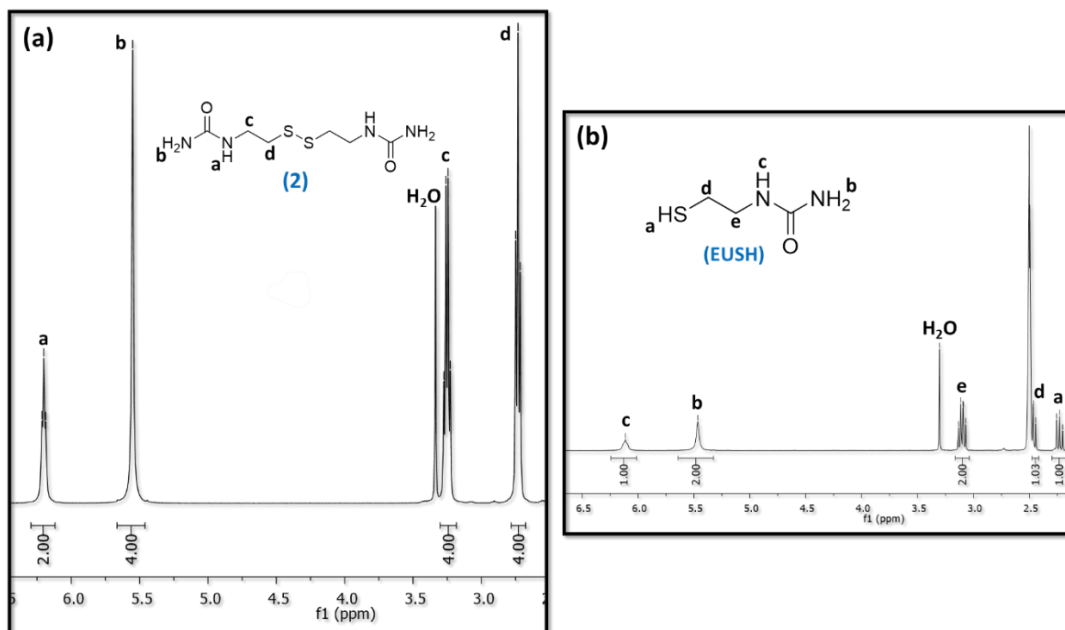 (a)
b
d
O
c
H
N
NH₂
H₂N
N
H
S
S
O
b
a
d
(2)
c
H₂O
a
2.00
4.00
4.00
4.00
6.0
5.5
5.0
4.5
4.0
3.5
3.0
f1 (ppm)
(b)
c
H
N
b
NH₂
d
HS
a
e
O
(EUSH)
H₂O
e
d
a
c
b
1.00
2.00
2.00
1.03
1.00
6.5
6.0
5.5
5.0
4.5
4.0
3.5
3.0
2.5
f1 (ppm)